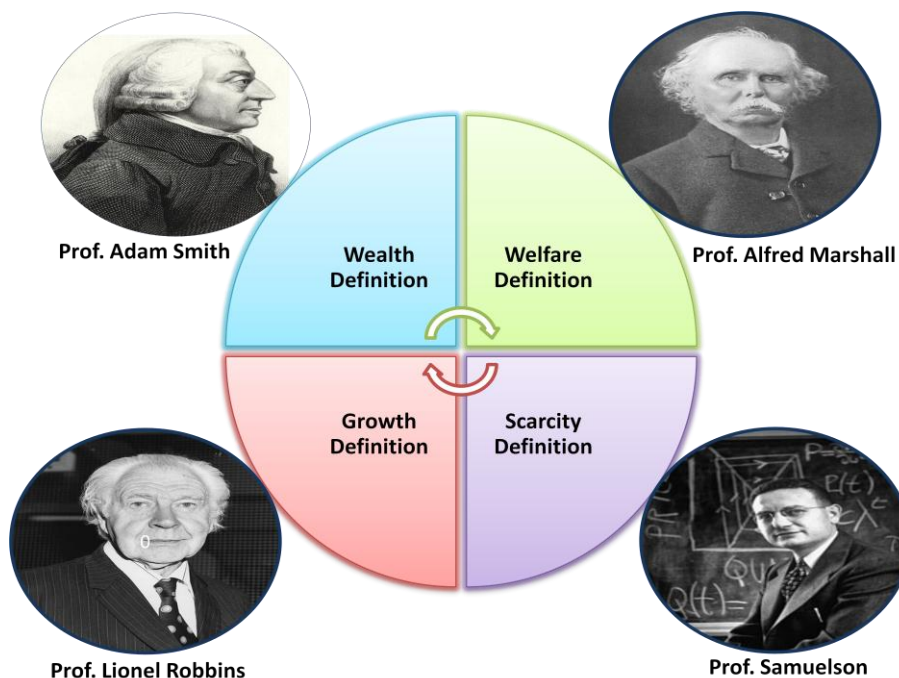 Prof. Adam Smith
Prof. Alfred Marshall
Wealth
Definition
Welfare
Definition
Growth
Definition
Scarcity
Definition
0
Prof. Lionel Robbins
Prof. Samuelson
Q(t)=